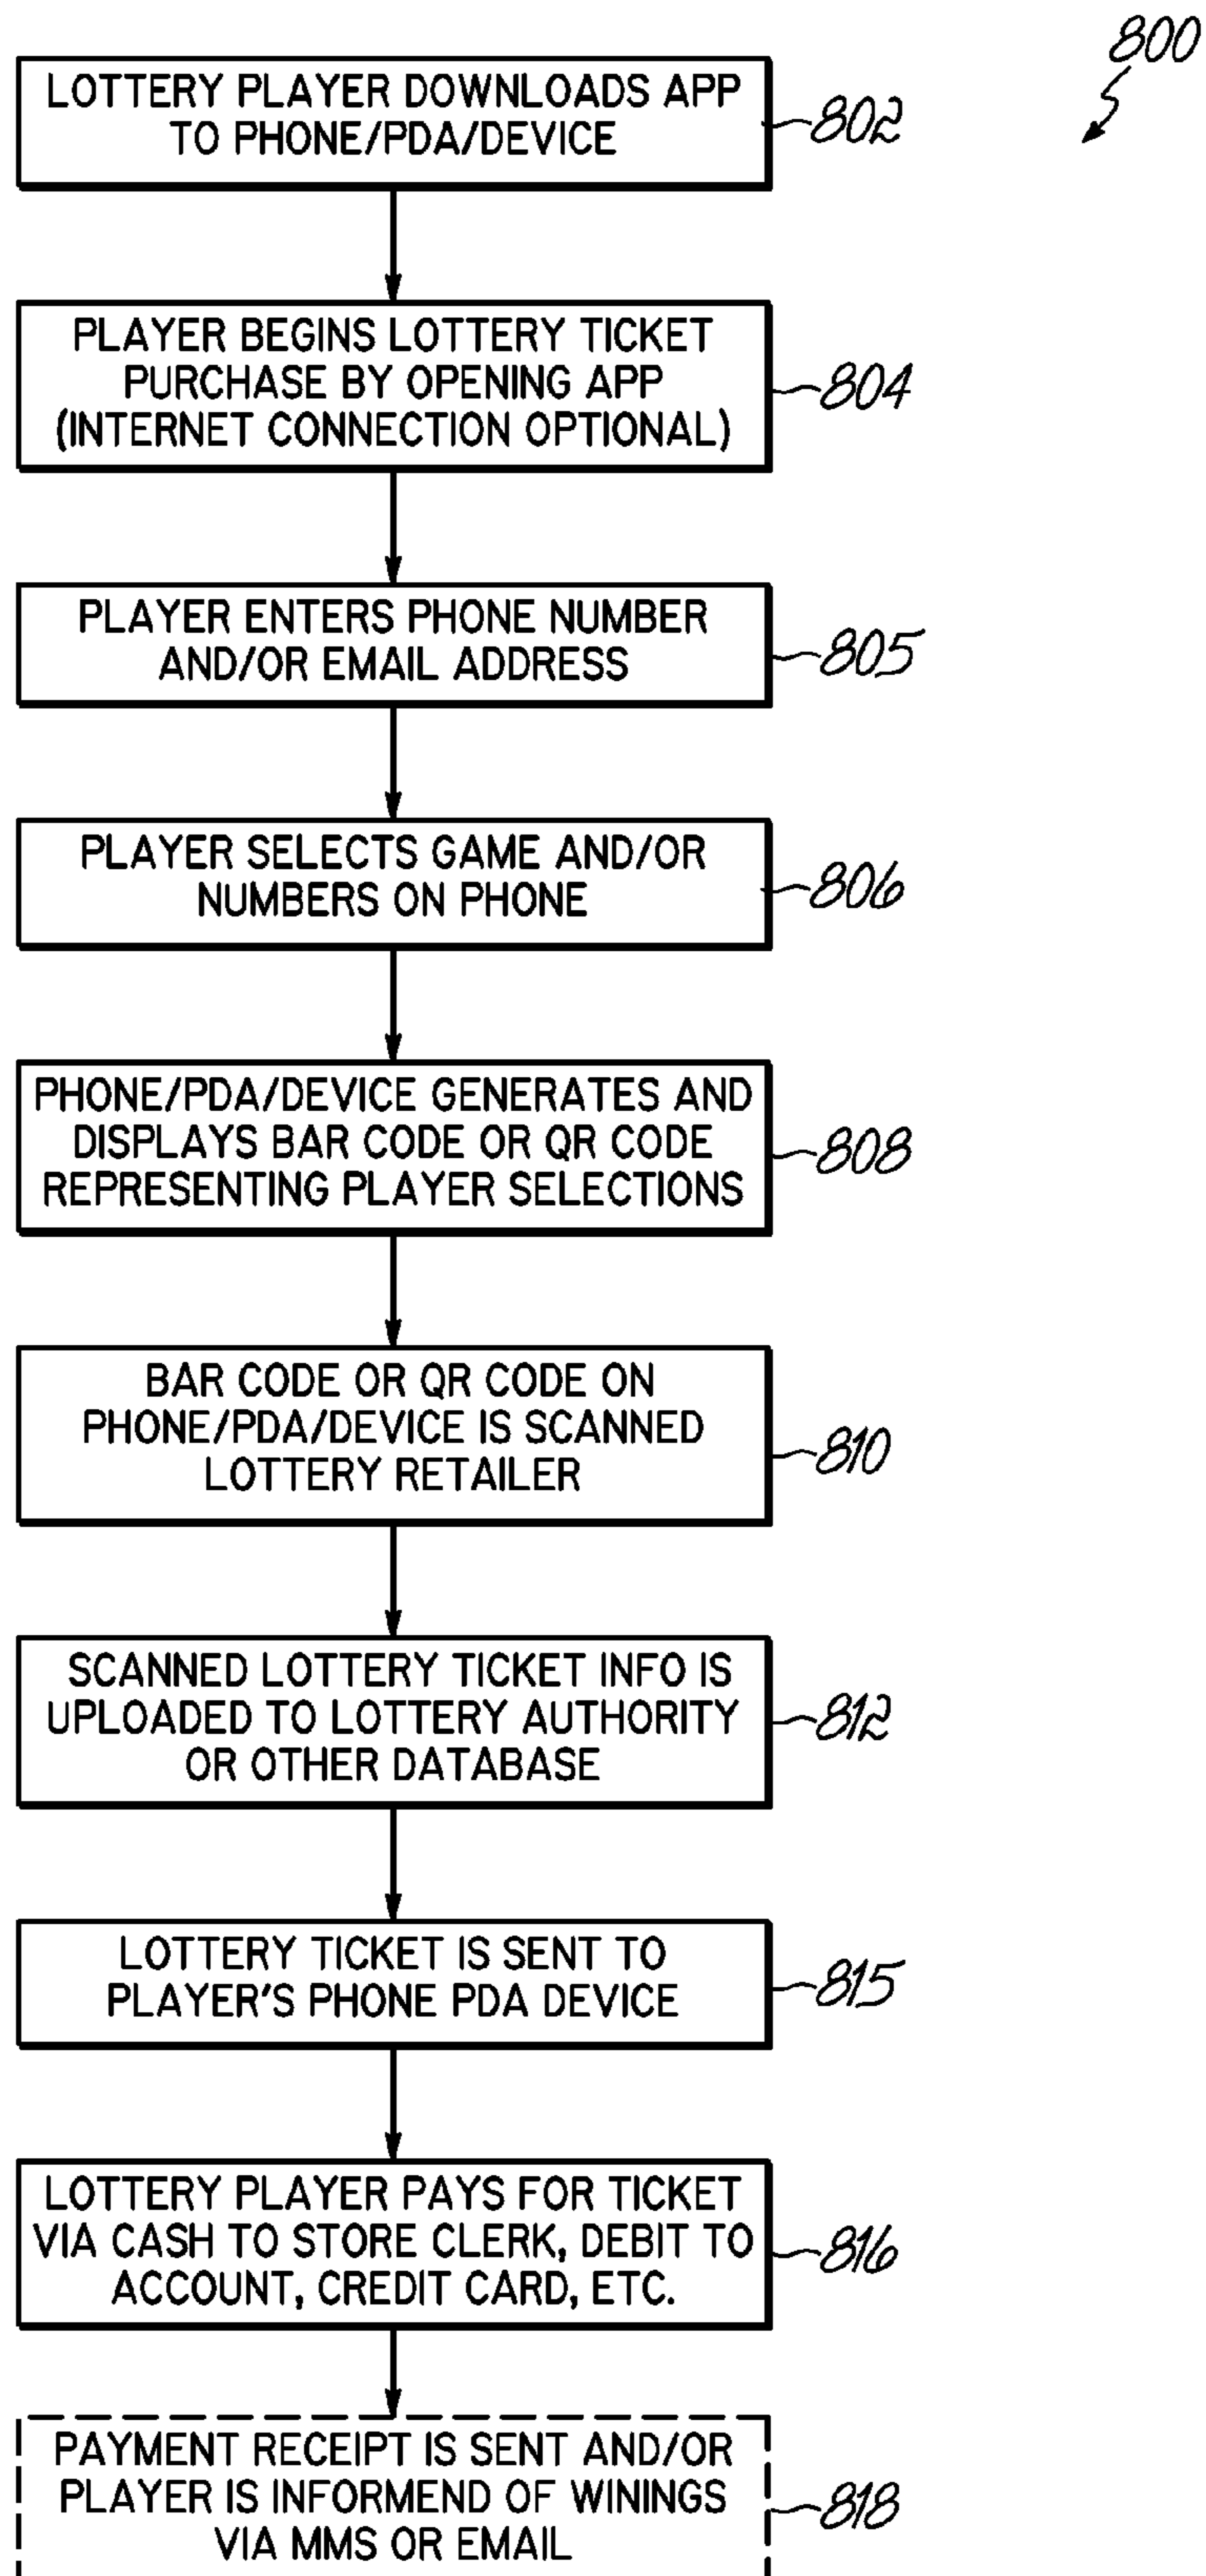 800
LOTTERY PLAYER DOWNLOADS APP
TO PHONE/PDA/DEVICE
802
PLAYER BEGINS LOTTERY TICKET
PURCHASE BY OPENING APP
(INTERNET CONNECTION OPTIONAL)
804
PLAYER ENTERS PHONE NUMBER
AND/OR EMAIL ADDRESS
805
PLAYER SELECTS GAME AND/OR
NUMBERS ON PHONE
806
PHONE/PDA/DEVICE GENERATES AND
DISPLAYS BAR CODE OR QR CODE
REPRESENTING PLAYER SELECTIONS
808
BAR CODE OR QR CODE ON
PHONE/PDA/DEVICE IS SCANNED
LOTTERY RETAILER
810
SCANNED LOTTERY TICKET INFO IS
UPLOADED TO LOTTERY AUTHORITY
OR OTHER DATABASE
812
LOTTERY TICKET IS SENT TO
PLAYER'S PHONE PDA DEVICE
815
LOTTERY PLAYER PAYS FOR TICKET
VIA CASH TO STORE CLERK, DEBIT TO
ACCOUNT, CREDIT CARD, ETC.
816
PAYMENT RECEIPT IS SENT AND/OR
PLAYER IS INFORMEND OF WININGS
VIA MMS OR EMAIL
818